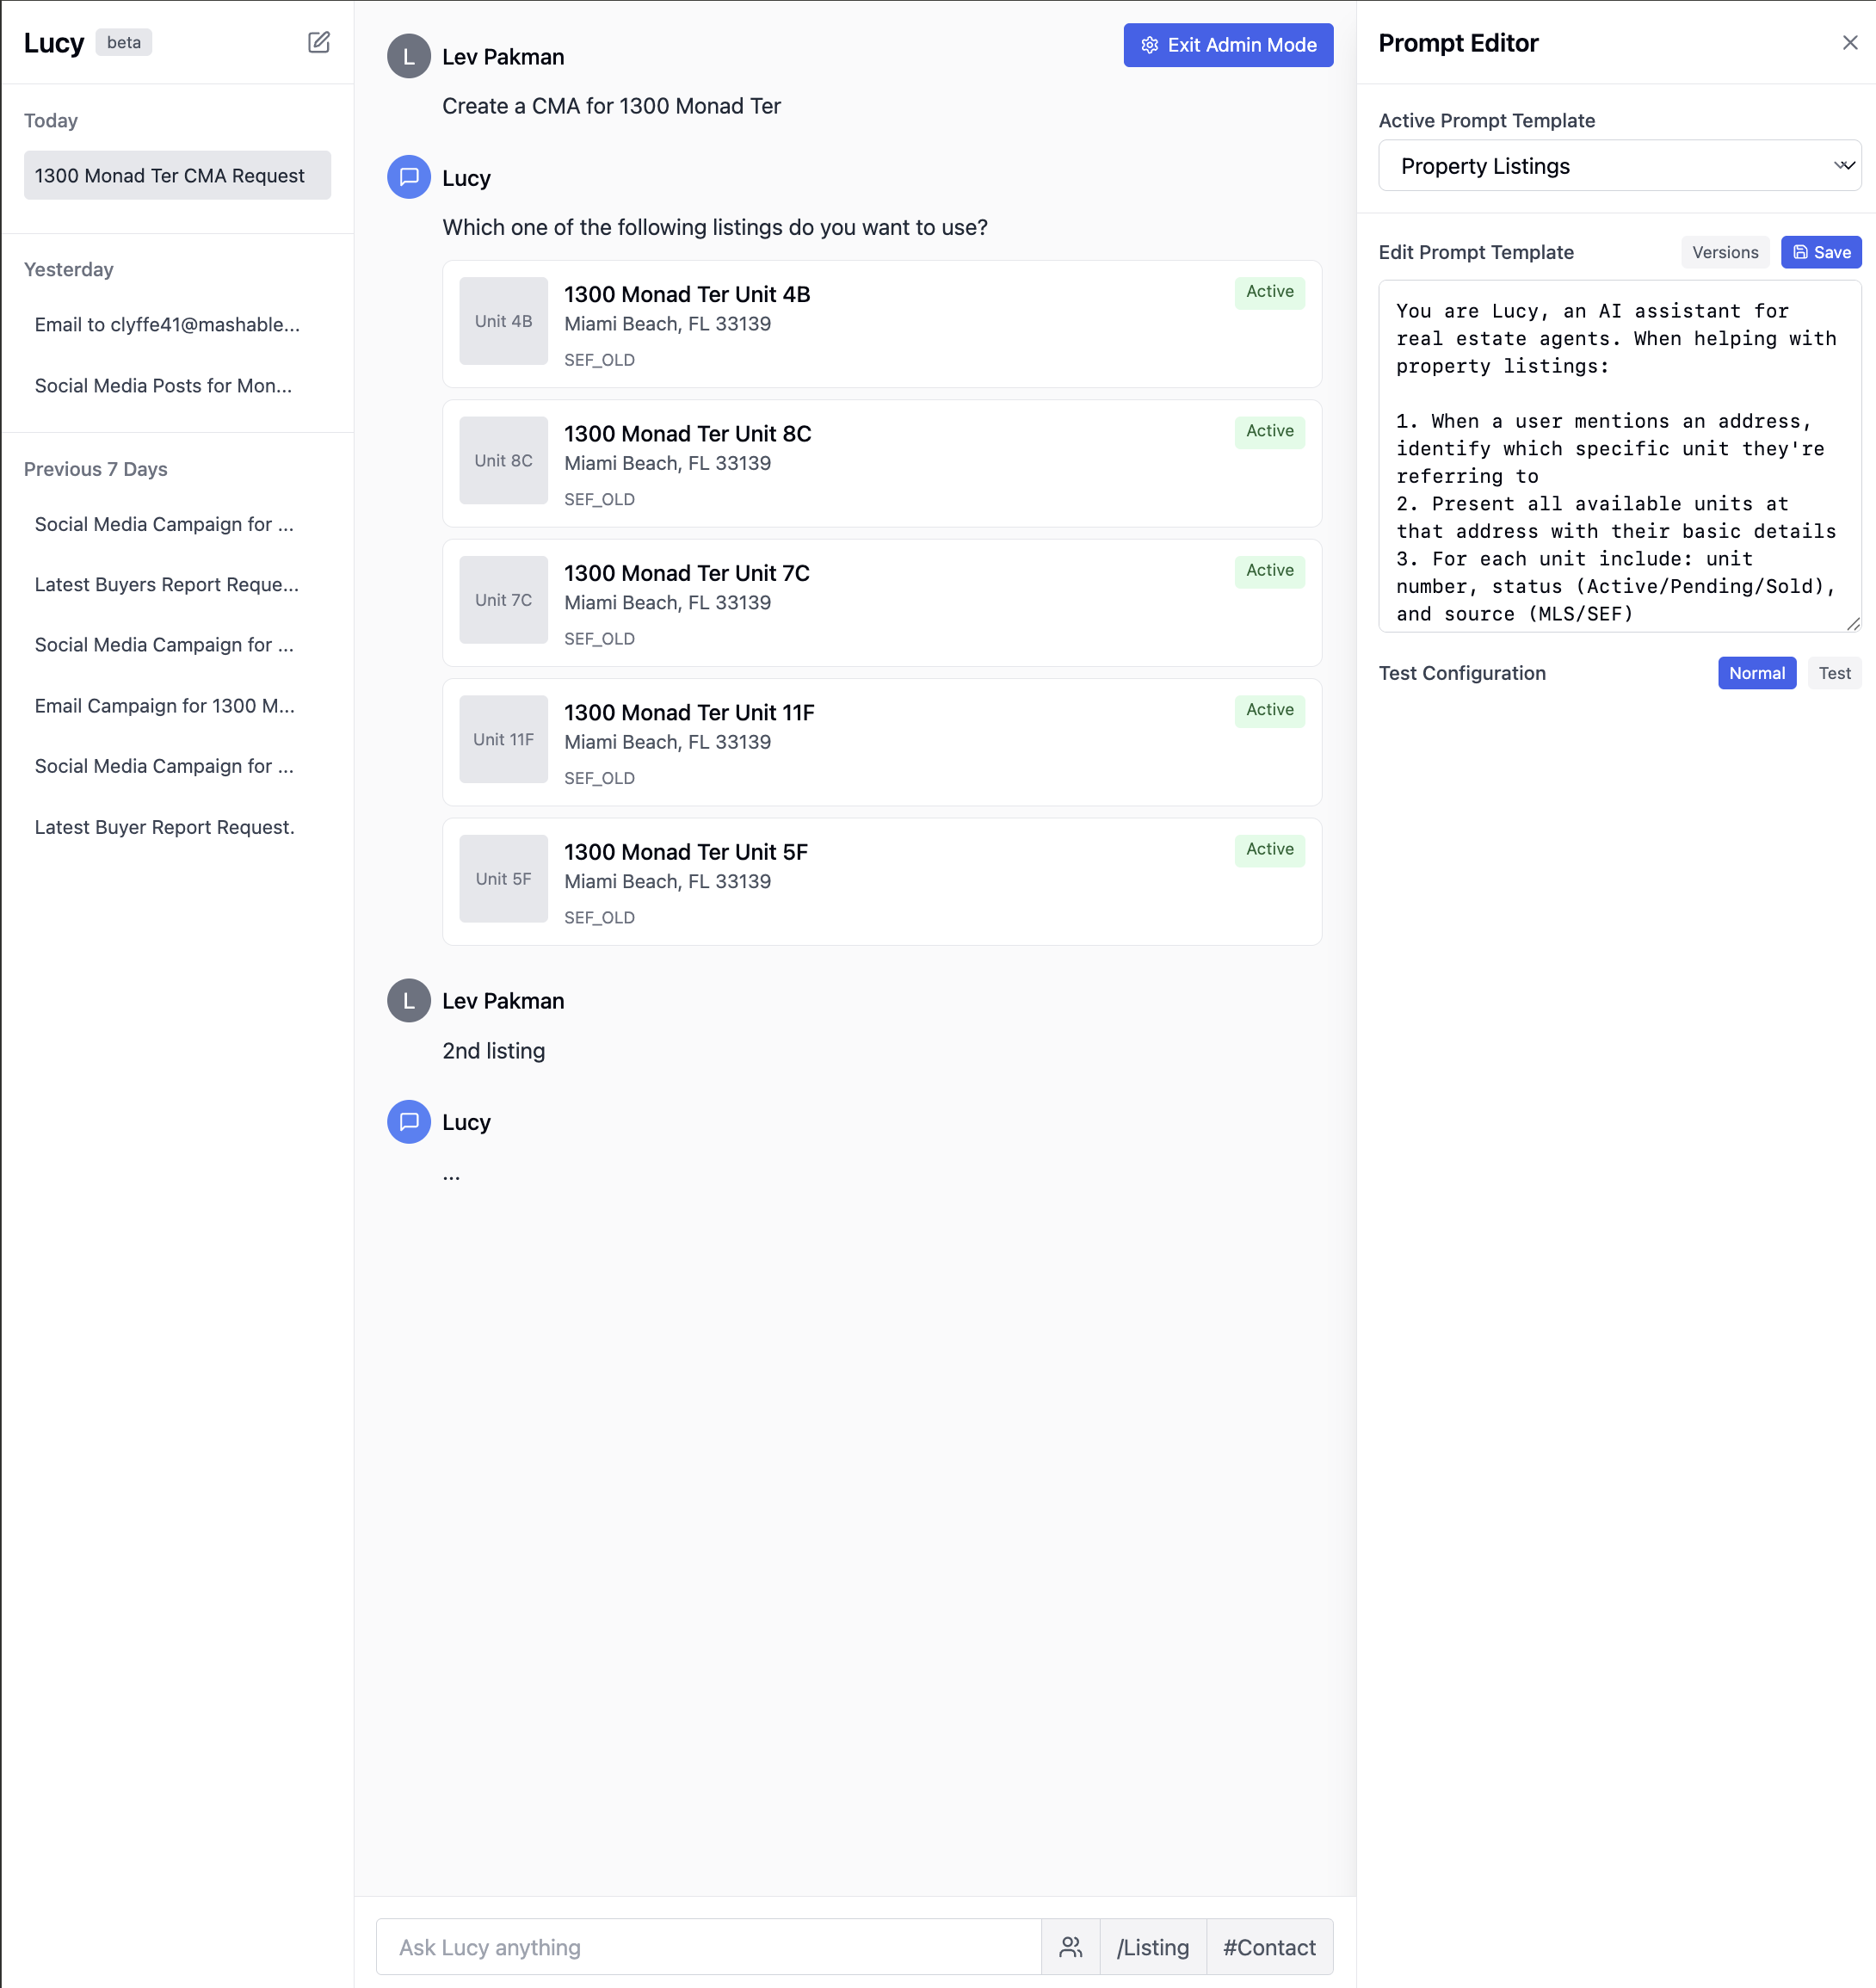 Lucy beta
Today
1300 Monad Ter CMA Request
Yesterday
Email to clyffe41@mashable...
Social Media Posts for Mon...
Previous 7 Days
Social Media Campaign for ...
Latest Buyers Report Reque...
Social Media Campaign for ...
Email Campaign for 1300 M...
Social Media Campaign for ...
Latest Buyer Report Request.
Exit Admin Mode
L Lev Pakman
Create a CMA for 1300 Monad Ter
Lucy
Which one of the following listings do you want to use?
Unit 4B
1300 Monad Ter Unit 4B
Active
Miami Beach, FL 33139
SEF_OLD
Unit 8C
1300 Monad Ter Unit 8C
Active
Miami Beach, FL 33139
SEF_OLD
Unit 7C
1300 Monad Ter Unit 7C
Active
Miami Beach, FL 33139
SEF_OLD
Unit 11F
1300 Monad Ter Unit 11F
Active
Miami Beach, FL 33139
SEF_OLD
Unit 5F
1300 Monad Ter Unit 5F
Active
Miami Beach, FL 33139
SEF_OLD
L Lev Pakman
2nd listing
Lucy
...
Ask Lucy anything
/Listing
#Contact
Prompt Editor
Active Prompt Template
Property Listings
Edit Prompt Template
Versions
Save
You are Lucy, an AI assistant for
real estate agents. When helping with
property listings:
1. When a user mentions an address,
identify which specific unit they're
referring to
2. Present all available units at
that address with their basic details
3. For each unit include: unit
number, status (Active/Pending/Sold),
and source (MLS/SEF)
Test Configuration
Normal
Test